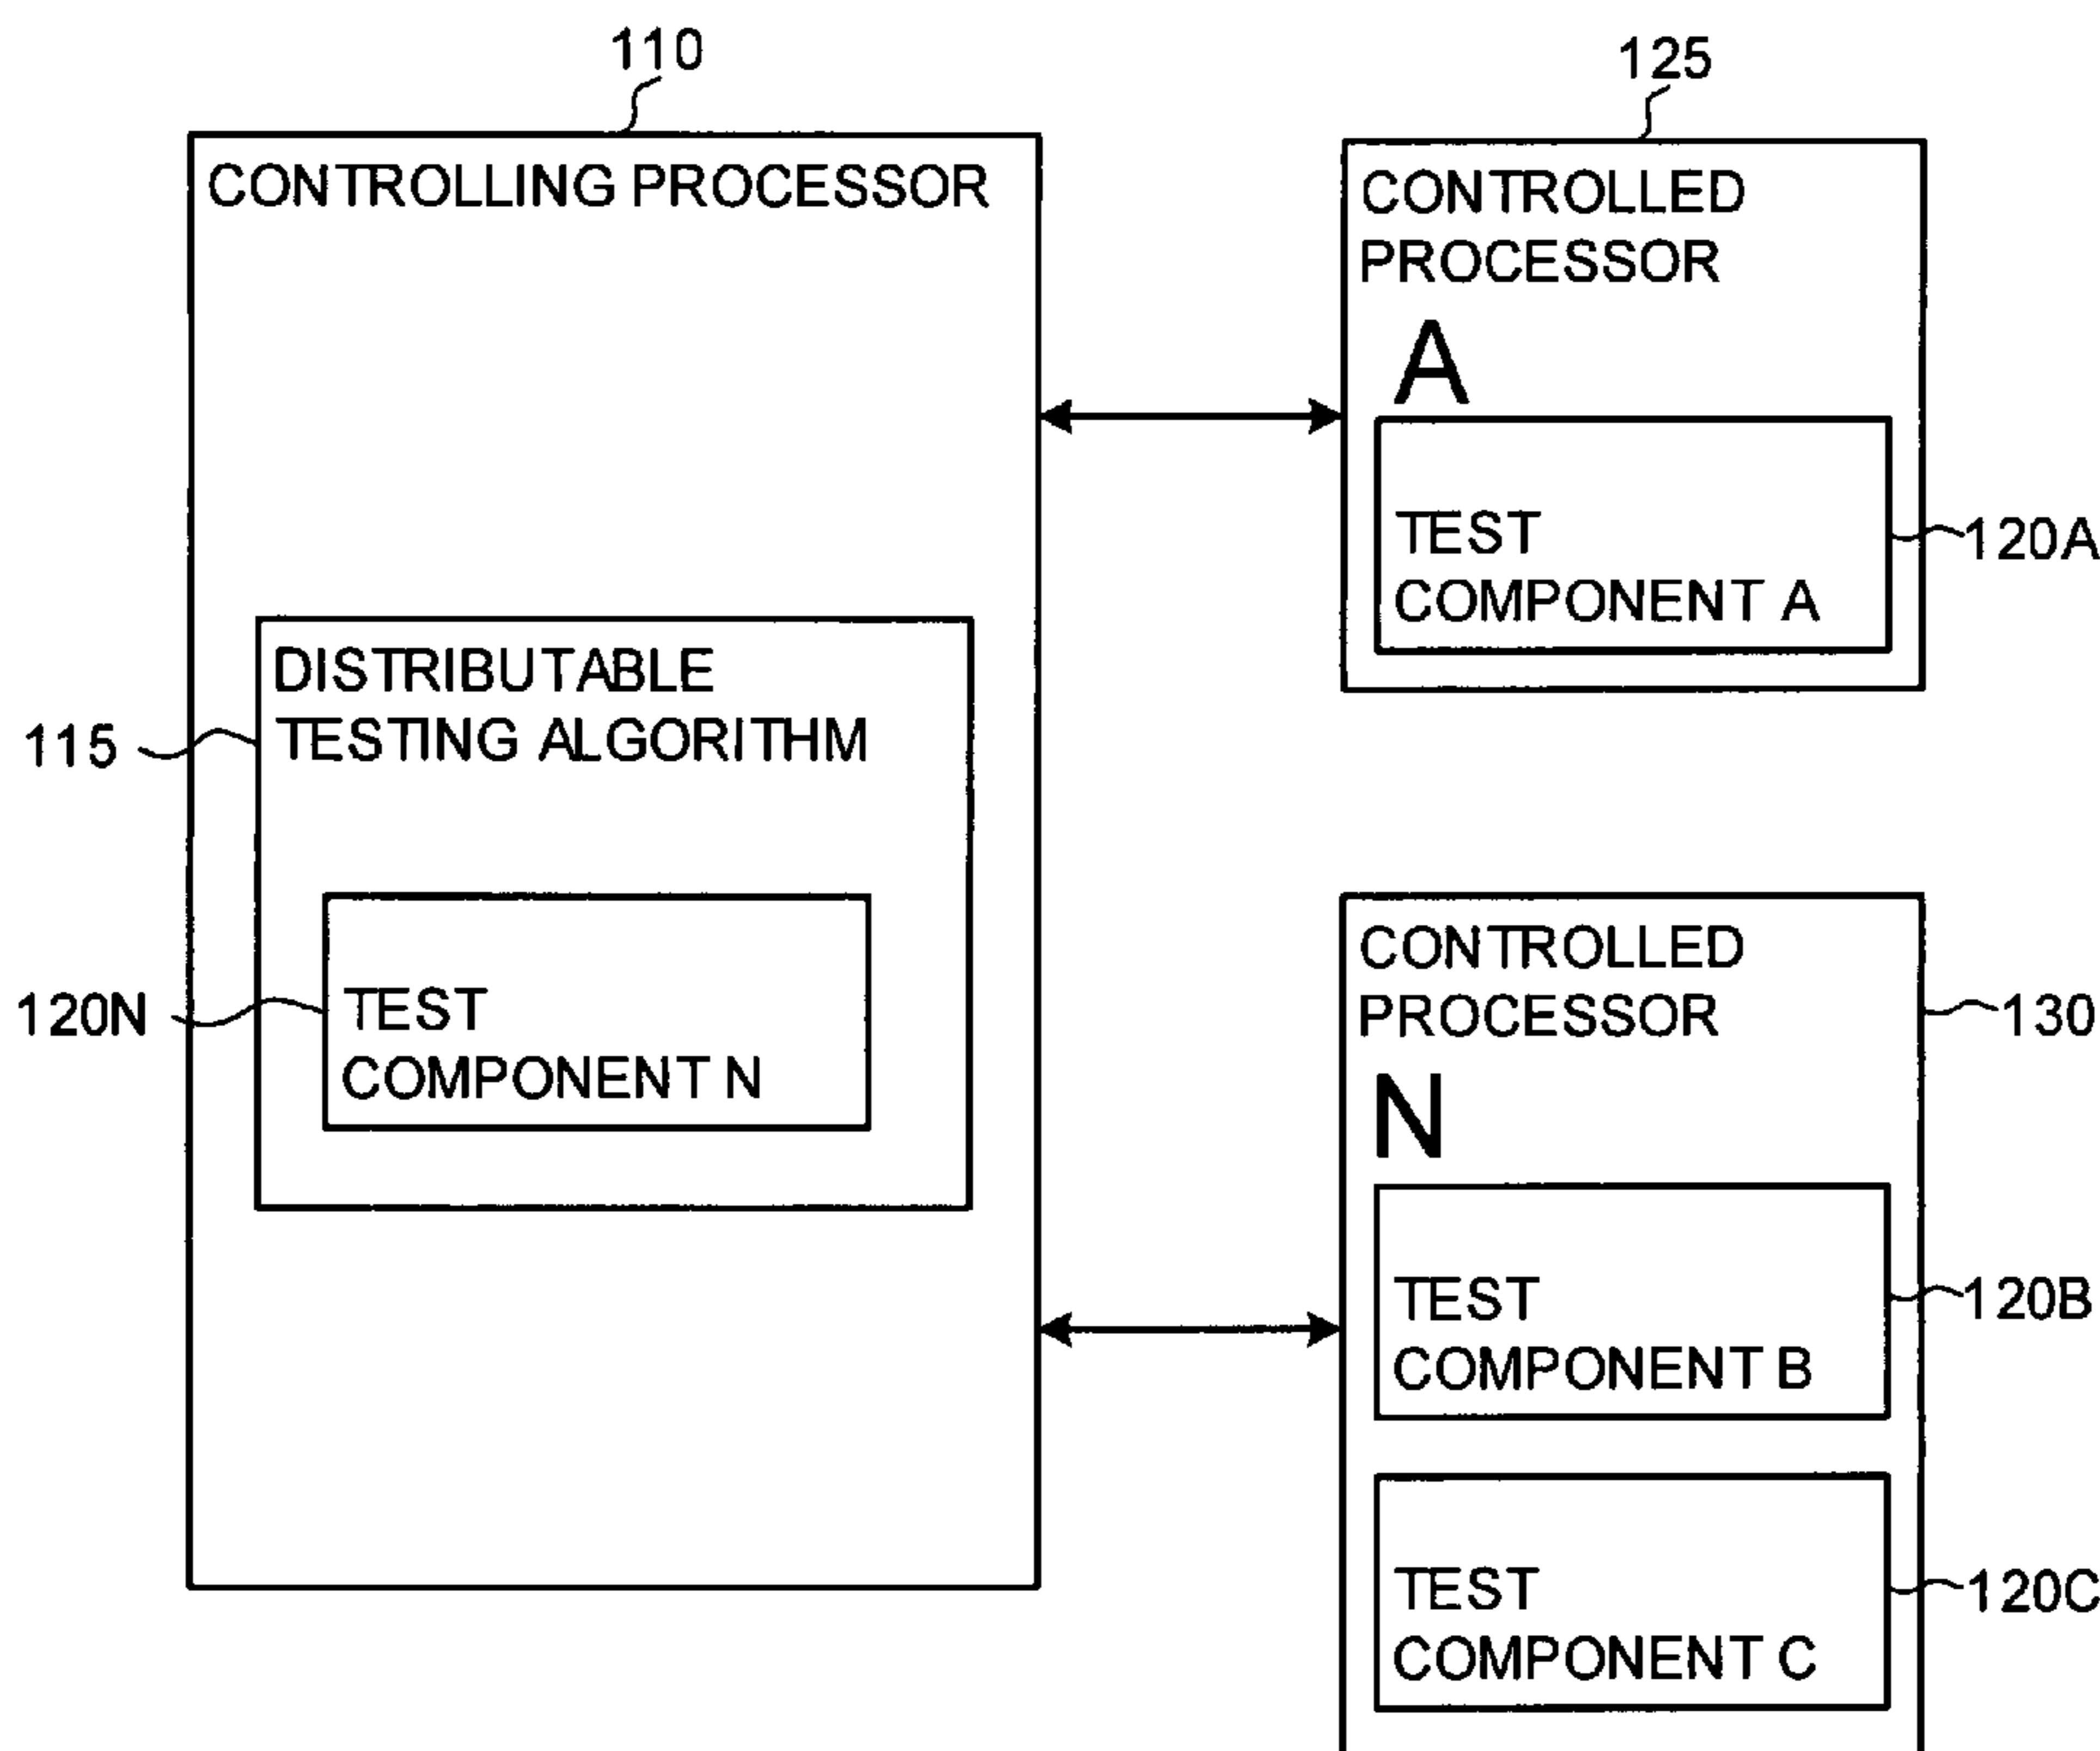 110
CONTROLLING PROCESSOR
115
DISTRIBUTABLE
TESTING ALGORITHM
120N
TEST
COMPONENT N
125
CONTROLLED
PROCESSOR
A
TEST
COMPONENT A
120A
CONTROLLED
PROCESSOR
130
N
TEST
COMPONENT B
120B
TEST
COMPONENT C
120C